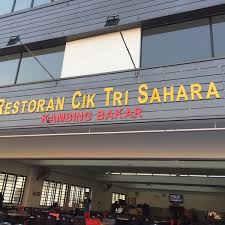 RESTORAN CIK TRI SAHARA
KAMBING BAKAR